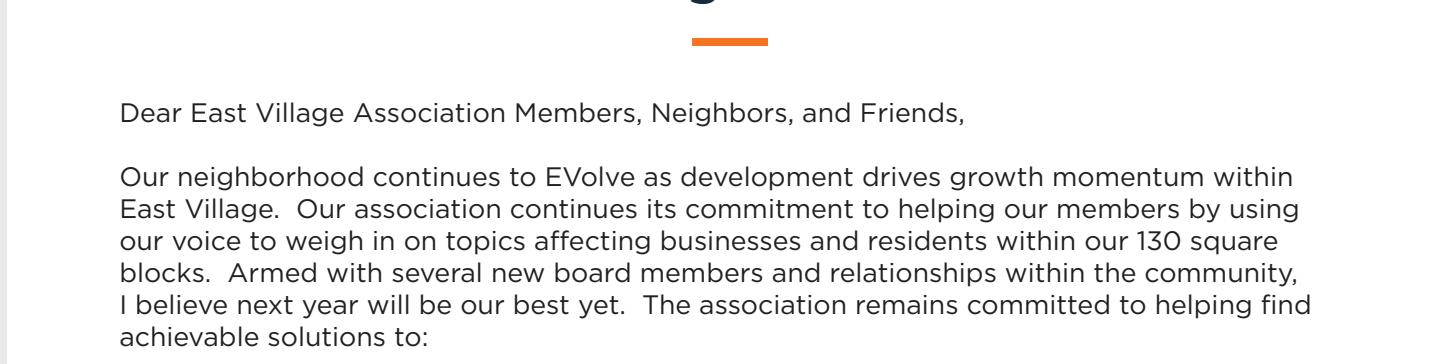 Dear East Village Association Members, Neighbors, and Friends,
Our neighborhood continues to EVolve as development drives growth momentum within
East Village.  Our association continues its commitment to helping our members by using
our voice to weigh in on topics affecting businesses and residents within our 130 square
blocks.  Armed with several new board members and relationships within the community,
I believe next year will be our best yet.  The association remains committed to helping find
achievable solutions to: